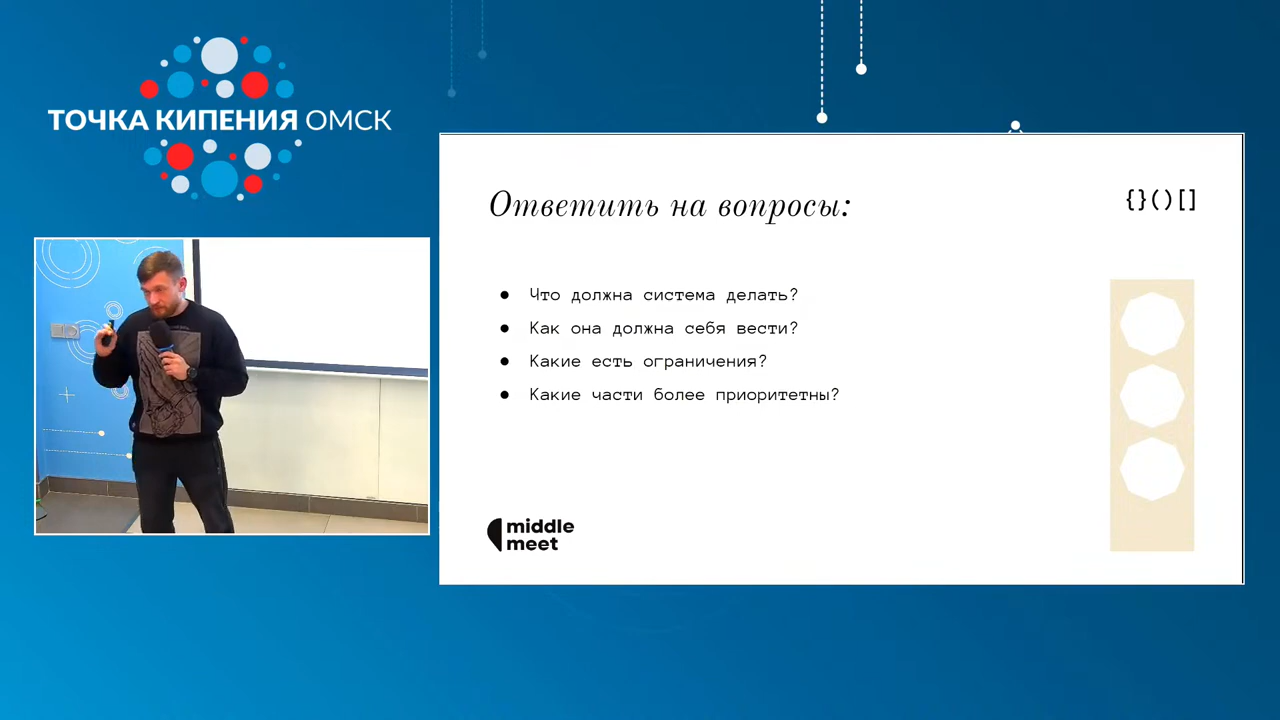 ТОЧКА КИПЕНИЯ ОМСК
Ответить на вопросы:
{}()[]
● Что должна система делать?
● Как она должна себя вести?
● Какие есть ограничения?
● Какие части более приоритетны?
middle
meet